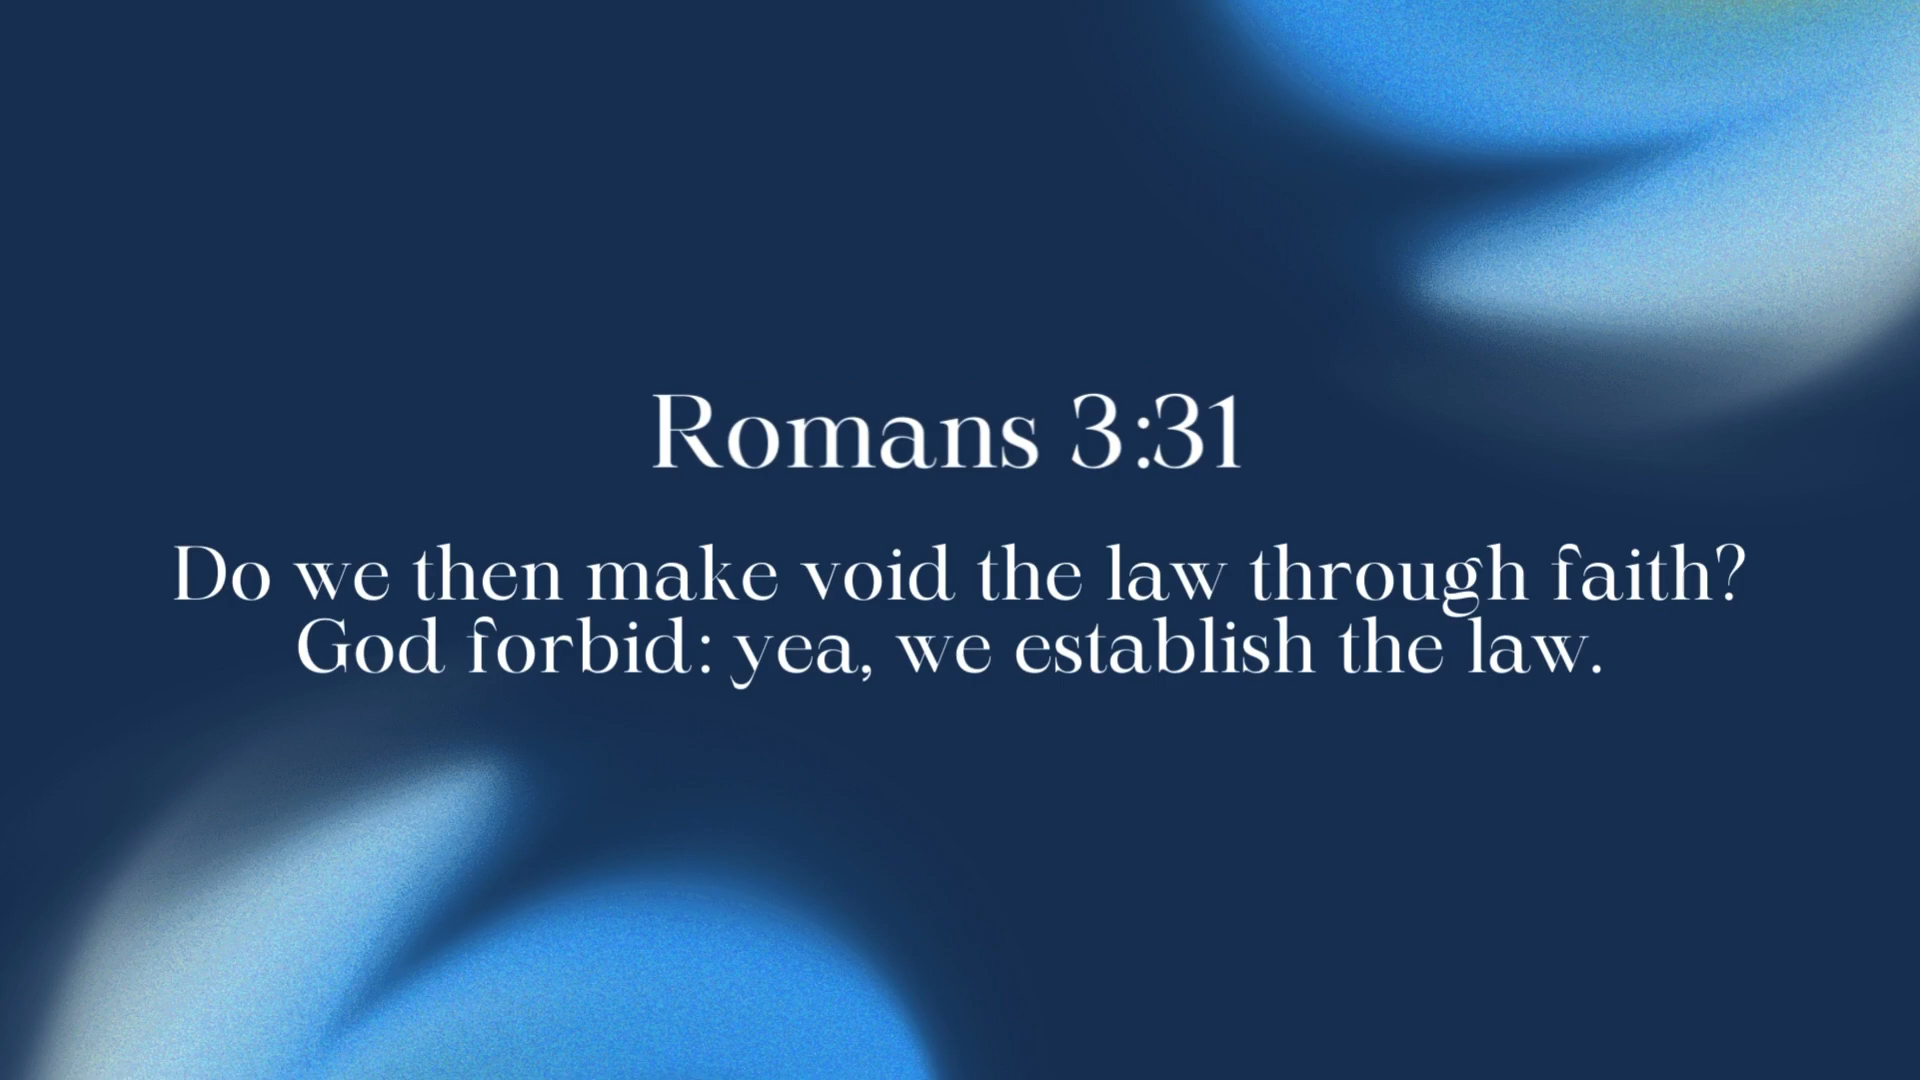 Romans 3:31
Do we then make void the law through faith?
God forbid: yea, we establish the law.